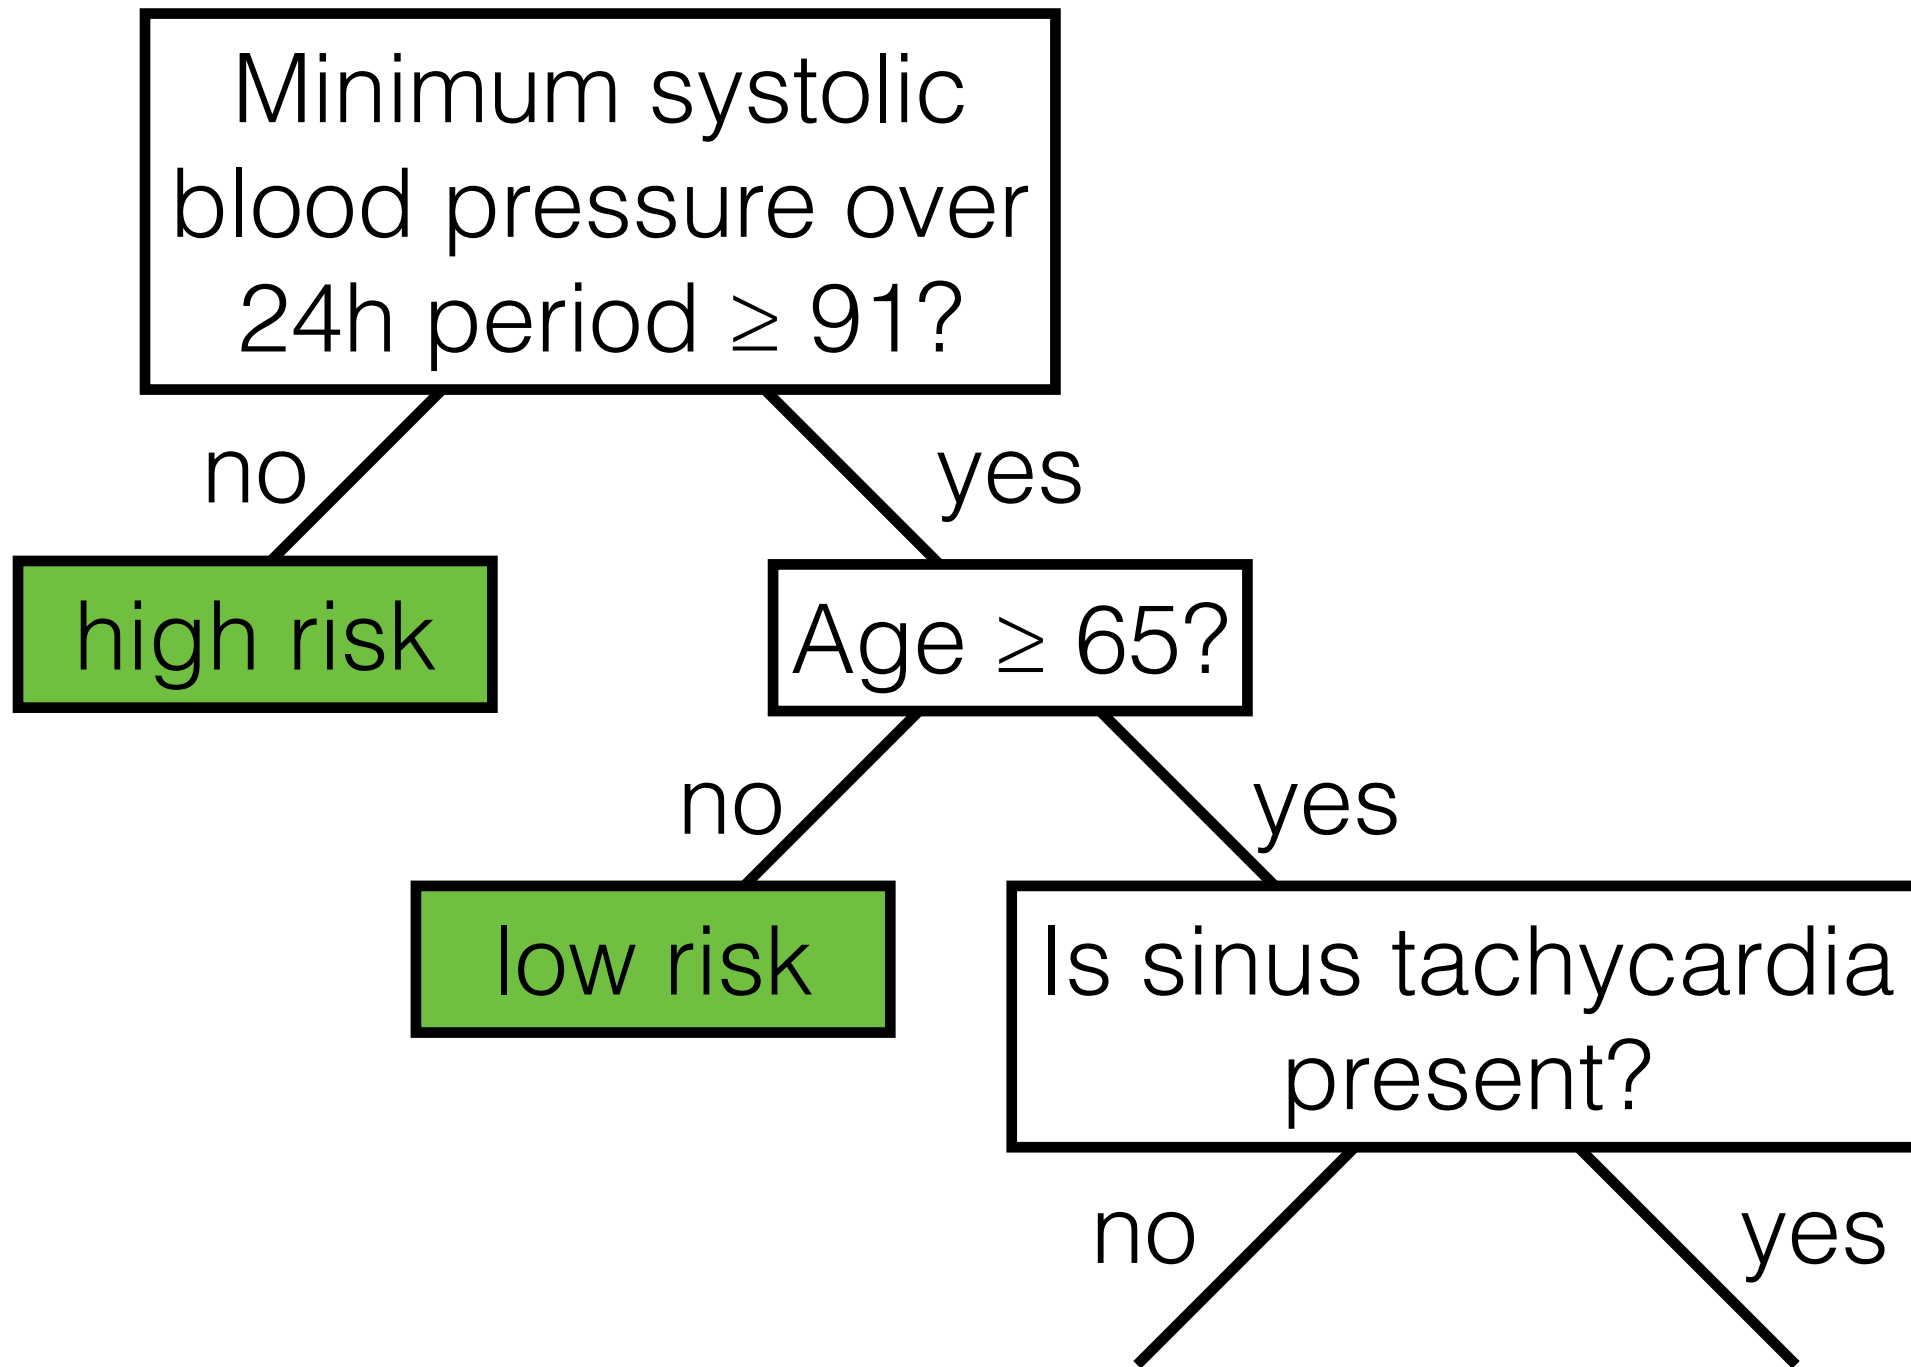 Minimum systolic
blood pressure over
24h period ≥ 91?
no
yes
high risk
Age ≥ 65?
no
yes
low risk
Is sinus tachycardia
present?
no
yes